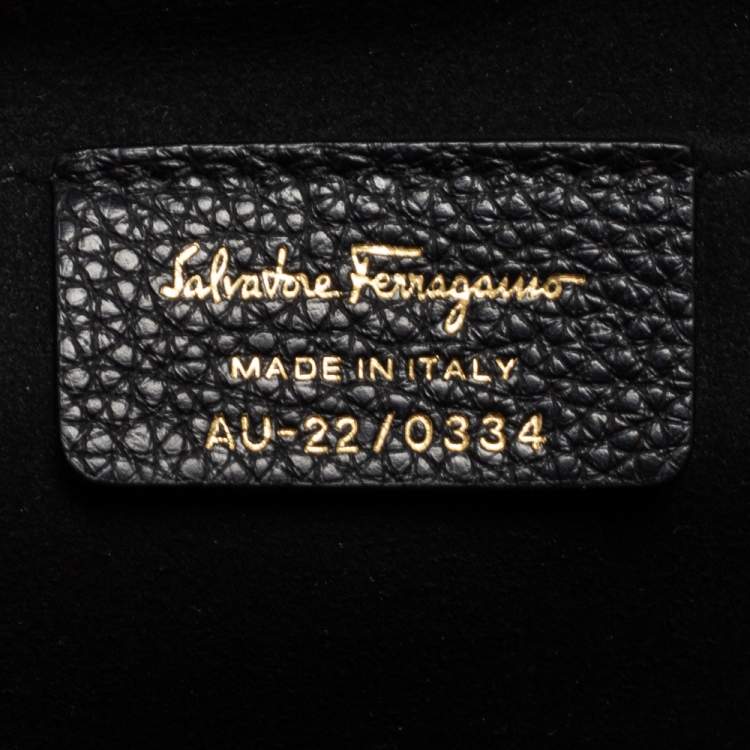 Salvatore Ferragamo
MADE IN ITALY
AU-22/0334